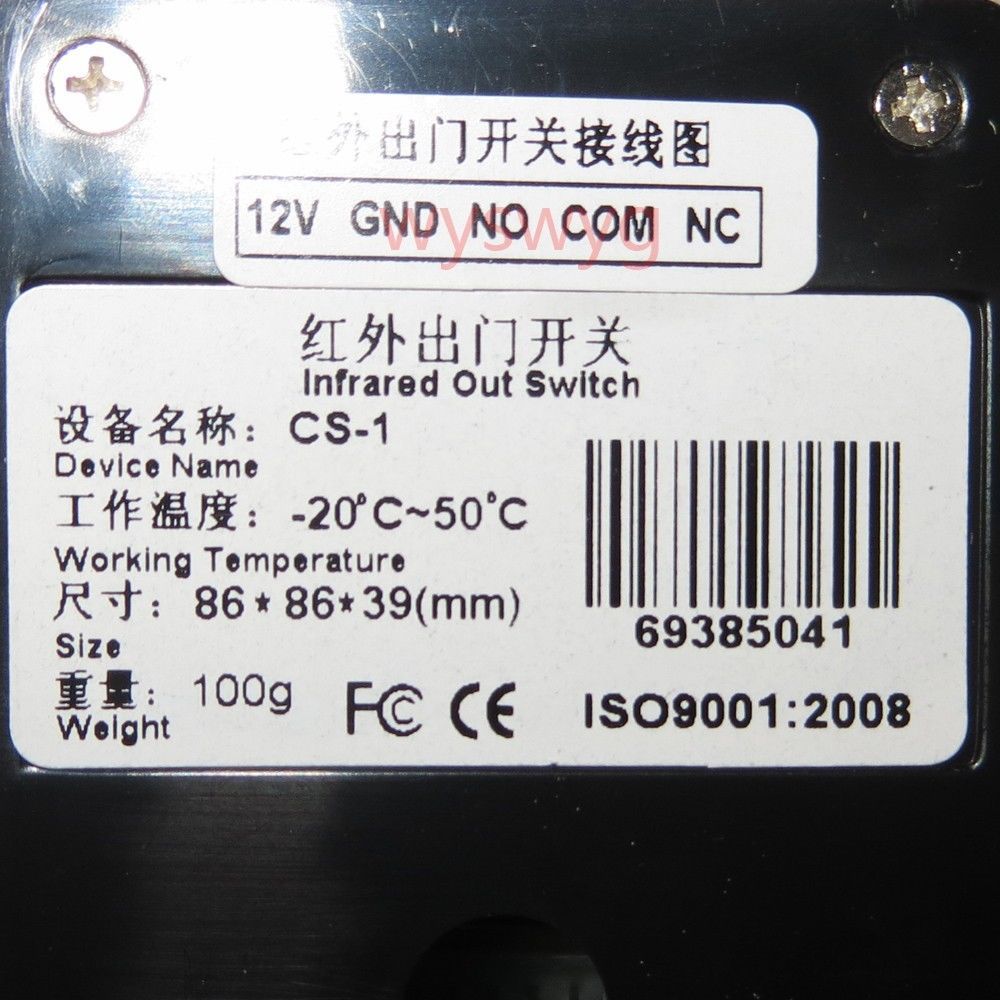 红外出门开关接线图
12V GND NO COM NC
wyswyg
红外出门开关
Infrared Out Switch
设备名称: CS-1
Device Name
工作温度: -20°C~50°C
Working Temperature
尺寸: 86*86*39(mm)
Size
69385041
重量: 100g
Weight
FC CE
ISO9001:2008